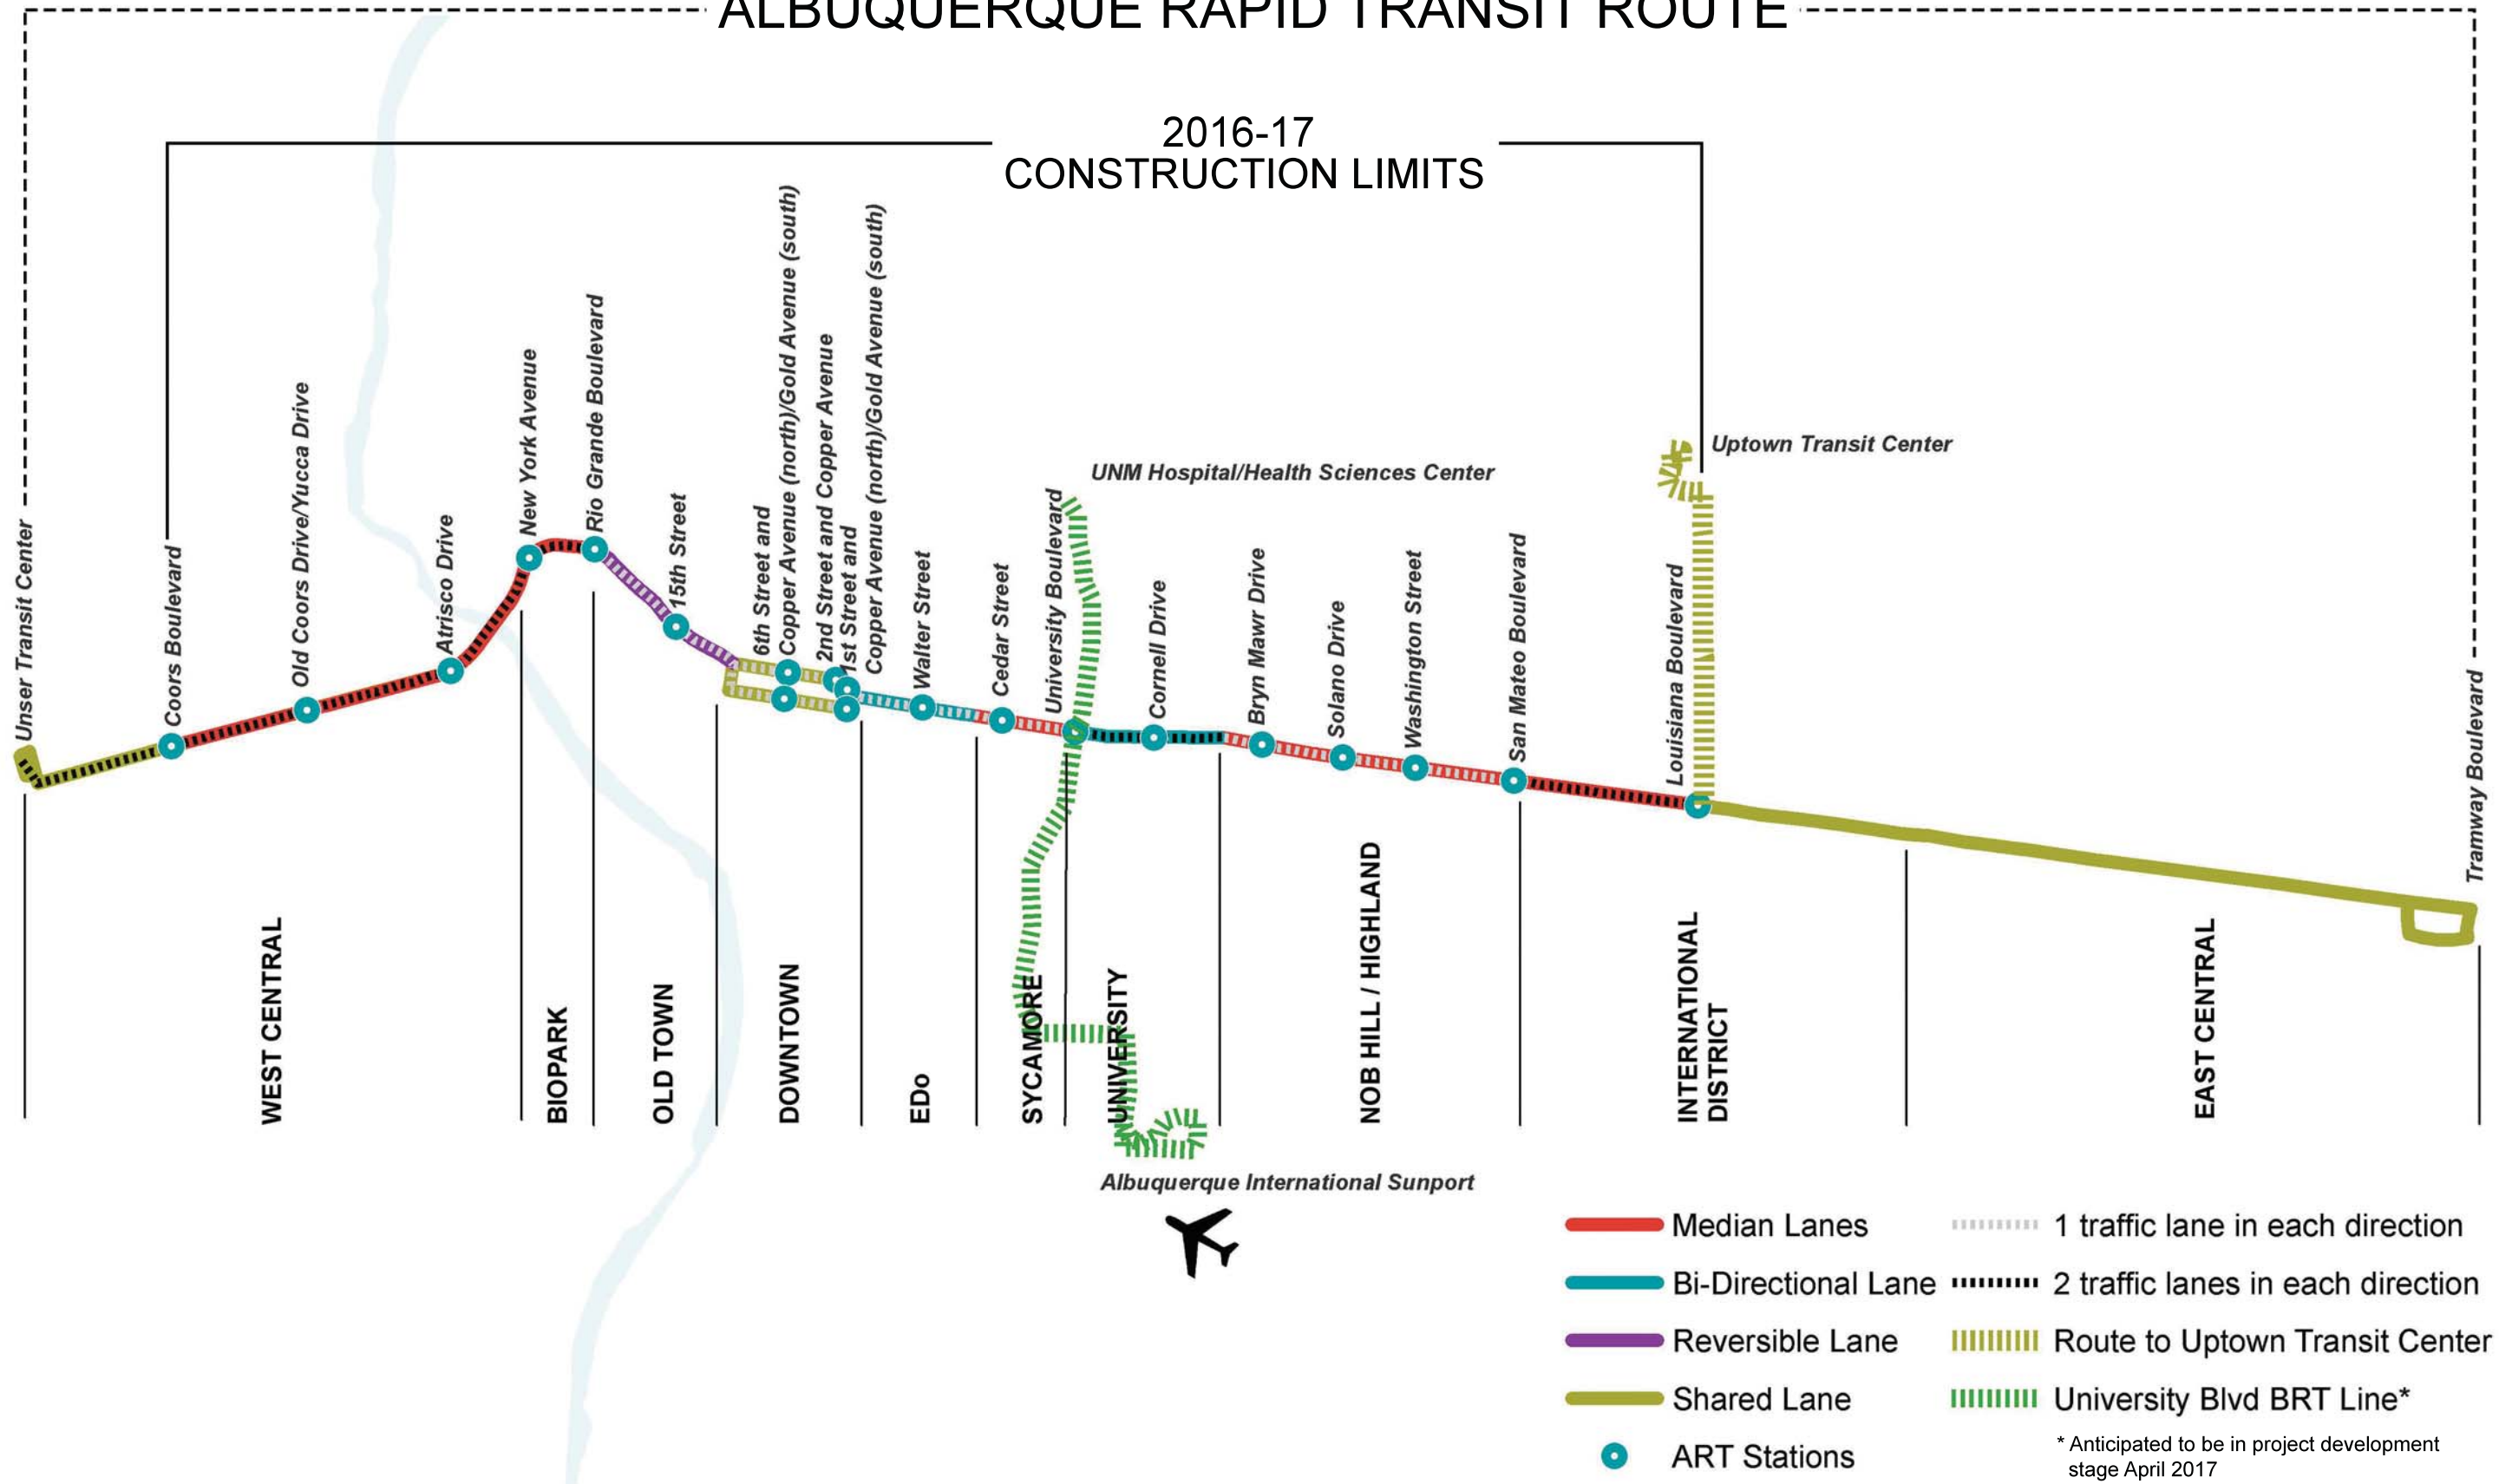 ALBUQUERQUE RAPID TRANSIT ROUTE
2016-17
CONSTRUCTION LIMITS
Unser Transit Center
Coors Boulevard
Old Coors Drive/Yucca Drive
Atrisco Drive
New York Avenue
Rio Grande Boulevard
15th Street
6th Street and
Copper Avenue (north)/Gold Avenue (south)
2nd Street and Copper Avenue
1st Street and
Copper Avenue (north)/Gold Avenue (south)
Walter Street
Cedar Street
University Boulevard
UNM Hospital/Health Sciences Center
Cornell Drive
Bryn Mawr Drive
Solano Drive
Washington Street
San Mateo Boulevard
Louisiana Boulevard
Uptown Transit Center
Tramway Boulevard
WEST CENTRAL
BIOPARK
OLD TOWN
DOWNTOWN
EDo
SYCAMORE
UNIVERSITY
NOB HILL / HIGHLAND
INTERNATIONAL
DISTRICT
EAST CENTRAL
Albuquerque International Sunport
Median Lanes
Bi-Directional Lane
Reversible Lane
Shared Lane
ART Stations
1 traffic lane in each direction
2 traffic lanes in each direction
Route to Uptown Transit Center
University Blvd BRT Line*
* Anticipated to be in project development
stage April 2017